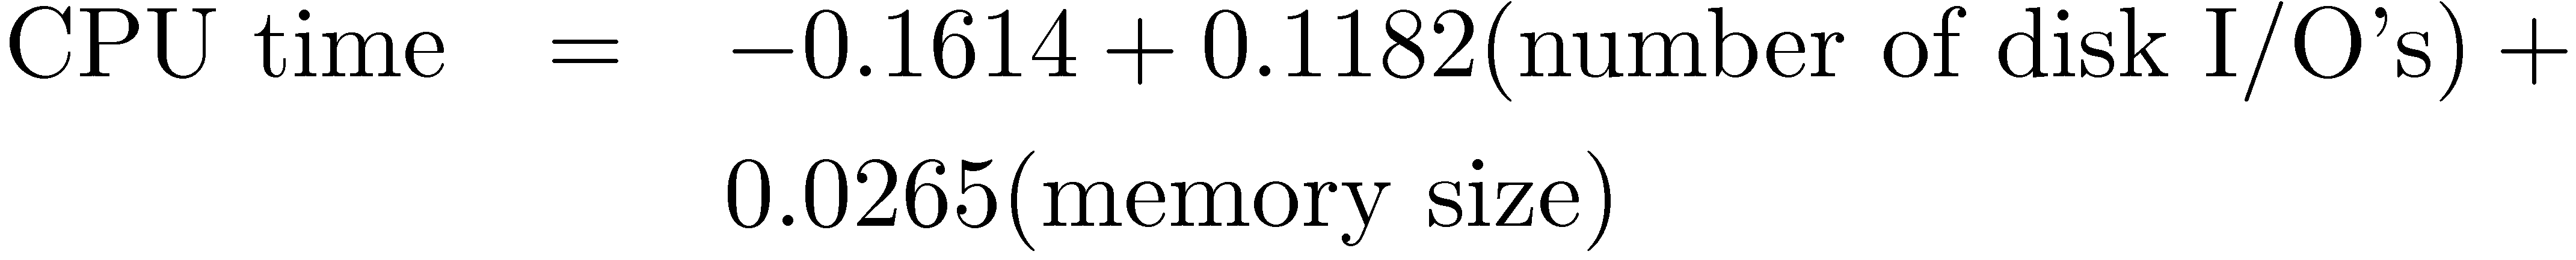 CPU time = −0.1614 + 0.1182(number of disk I/O's) +
0.0265(memory size)